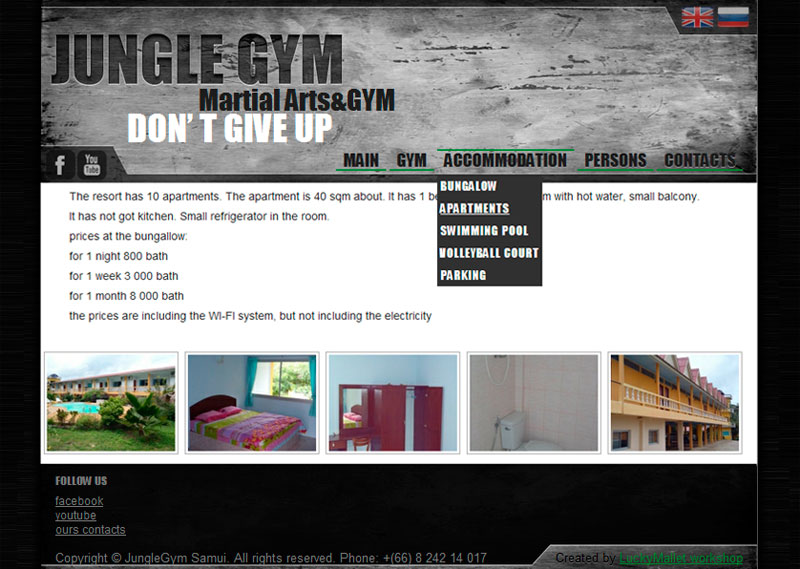 JUNGLE GYM
Martial Arts&GYM
DON'T GIVE UP
f You Tube
MAIN GYM ACCOMMODATION PERSONS CONTACTS
BUNGALOW
APARTMENTS
SWIMMING POOL
VOLLEYBALL COURT
PARKING
The resort has 10 apartments. The apartment is 40 sqm about. It has 1 with hot water, small balcony.
It has not got kitchen. Small refrigerator in the room.
prices at the bungallow:
for 1 night 800 bath
for 1 week 3 000 bath
for 1 month 8 000 bath
the prices are including the WI-FI system, but not including the electricity
FOLLOW US
facebook
youtube
ours contacts
Copyright © JungleGym Samui. All rights reserved. Phone: +(66) 8 242 14 017
Created by LuckyMallet workshop